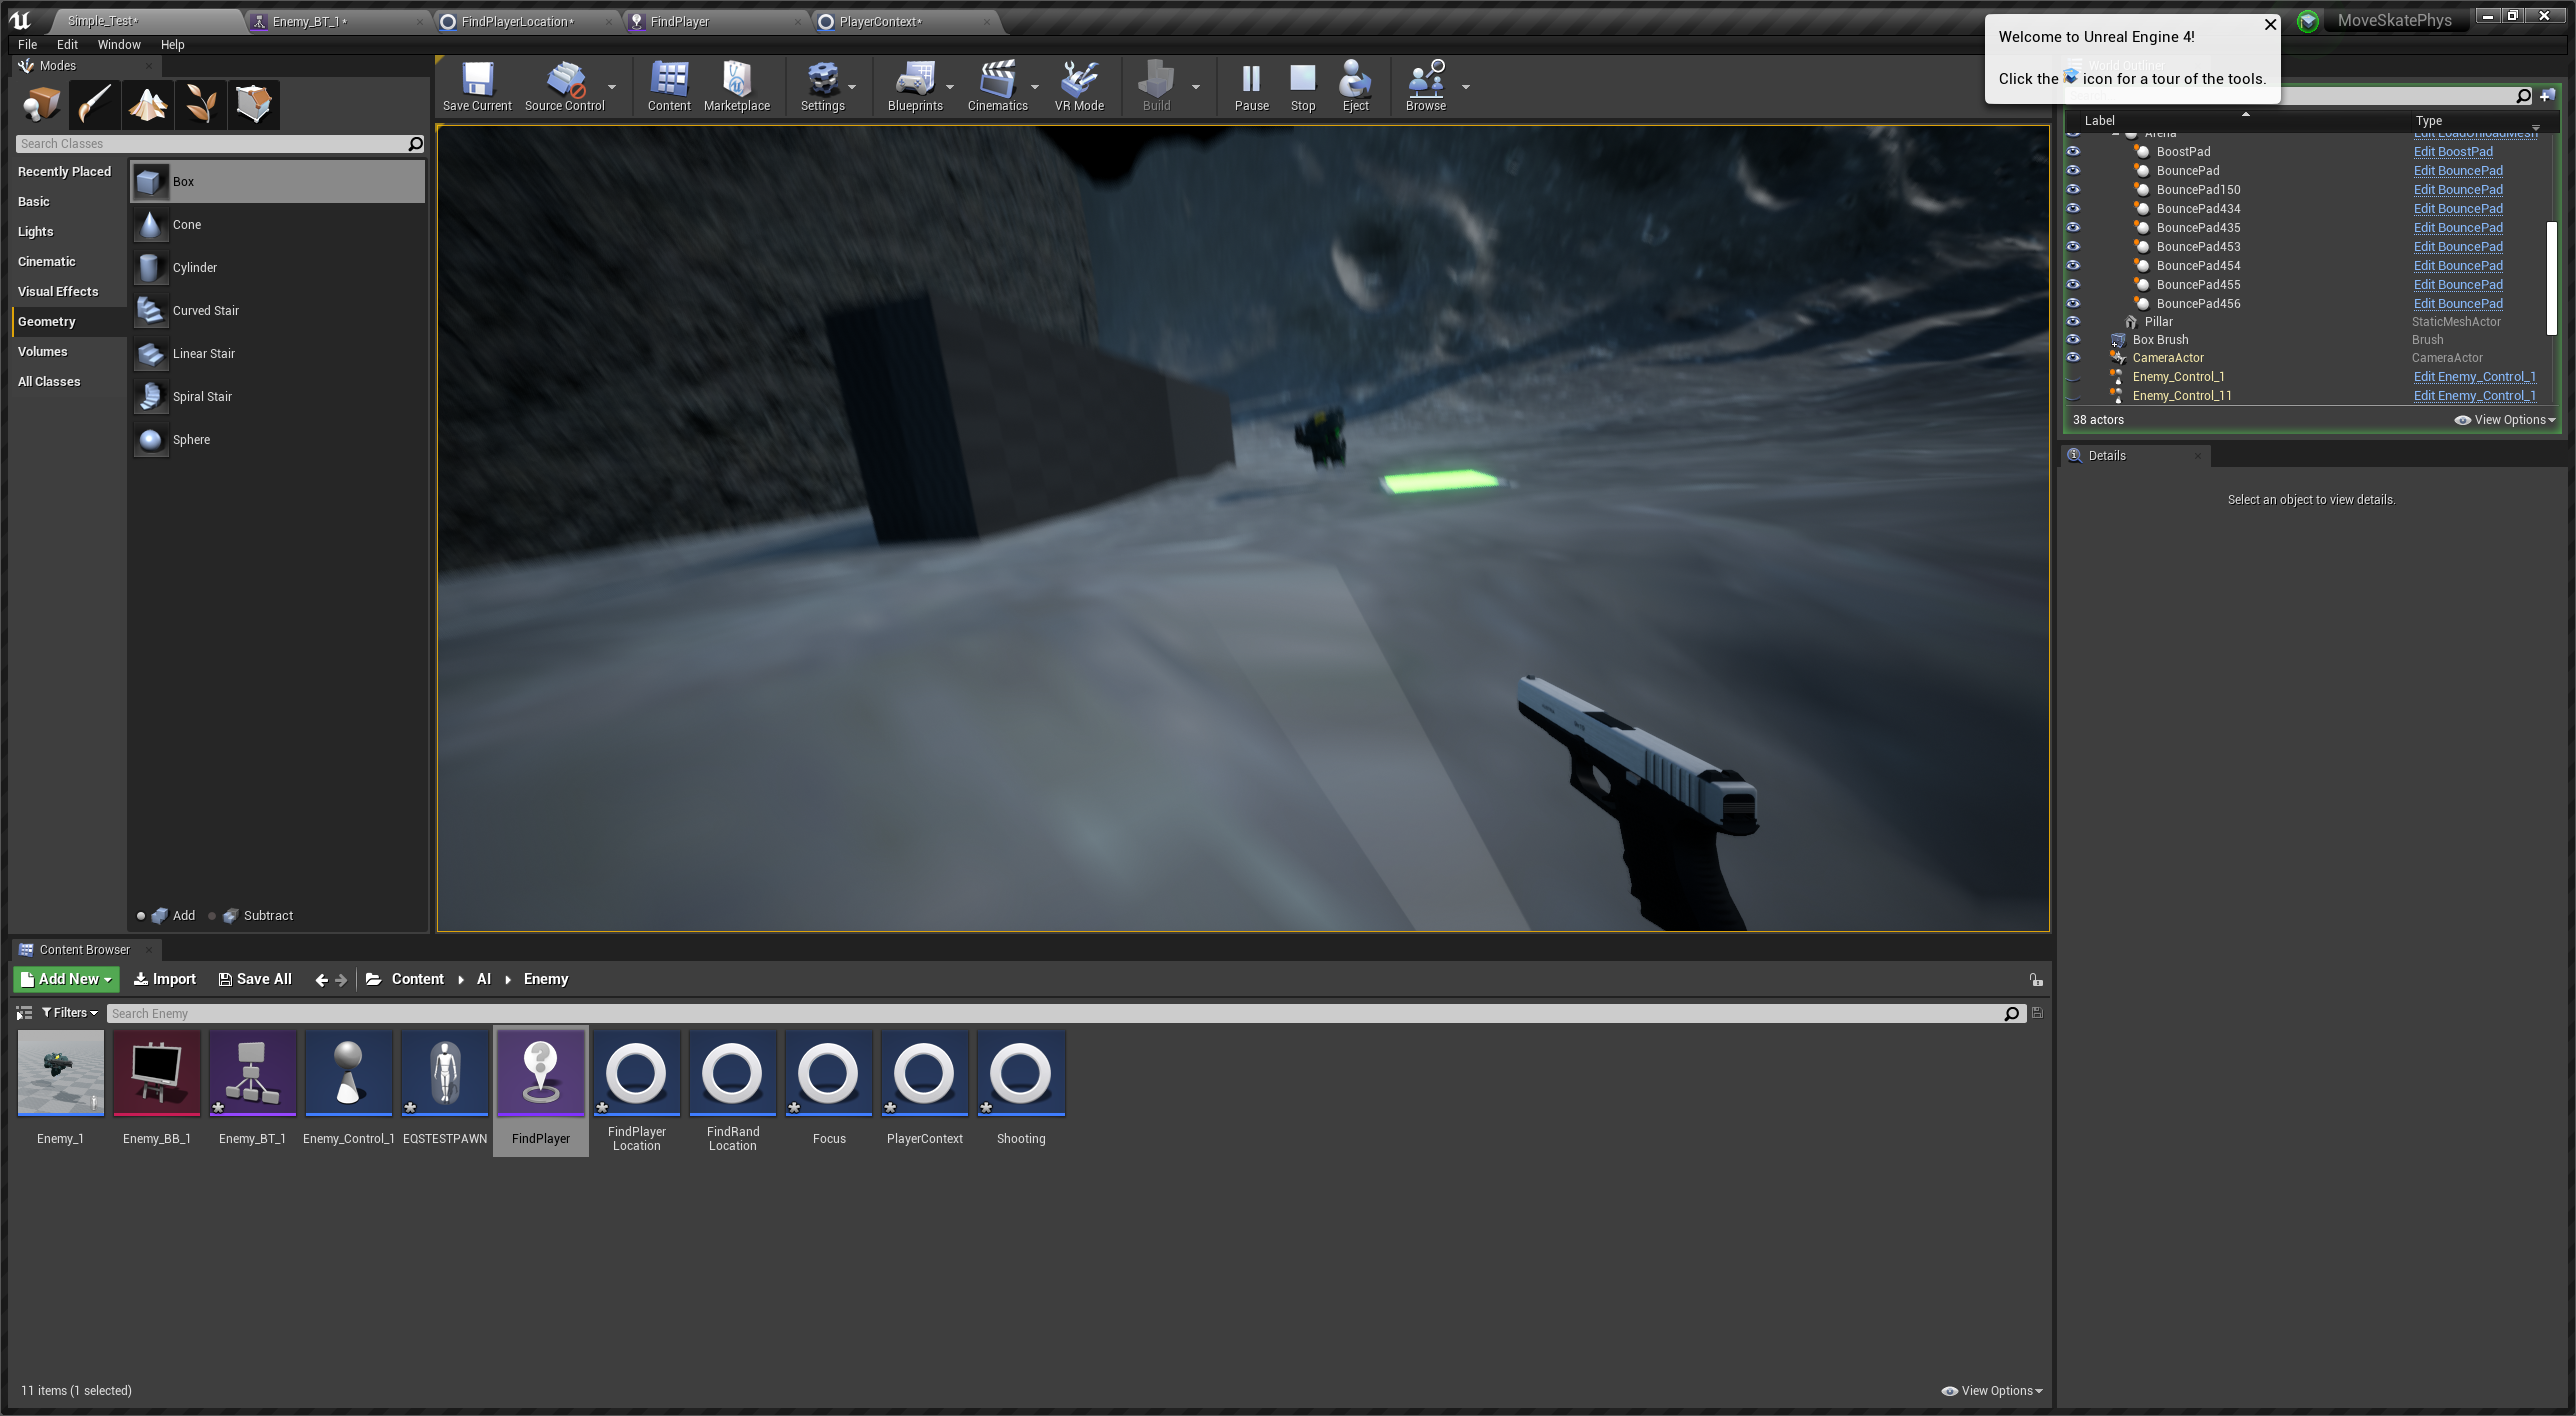 Simple_Test*
Enemy_BT_1*
FindPlayerLocation*
FindPlayer
PlayerContext*
MoveSkatePhys
File Edit Window Help
Welcome to Unreal Engine 4!
Click the icon for a tour of the tools.
World Outliner
Modes
Save Current
Source Control
Content
Marketplace
Settings
Blueprints
Cinematics
VR Mode
Build
Pause
Stop
Eject
Browse
Search Classes
Recently Placed
Basic
Lights
Cinematic
Visual Effects
Geometry
Volumes
All Classes
Box
Cone
Cylinder
Curved Stair
Linear Stair
Spiral Stair
Sphere
Add
Subtract
Label Type
Arena Edit LoadUnloadMesh
BoostPad Edit BoostPad
BouncePad Edit BouncePad
BouncePad150 Edit BouncePad
BouncePad434 Edit BouncePad
BouncePad435 Edit BouncePad
BouncePad453 Edit BouncePad
BouncePad454 Edit BouncePad
BouncePad455 Edit BouncePad
BouncePad456 Edit BouncePad
Pillar StaticMeshActor
Box Brush Brush
CameraActor CameraActor
Enemy_Control_1 Edit Enemy_Control_1
Enemy_Control_11 Edit Enemy_Control_1
38 actors
View Options
Details
Select an object to view details.
Content Browser
Add New Import Save All Content AI Enemy
Filters Search Enemy
Enemy_1
Enemy_BB_1
Enemy_BT_1
Enemy_Control_1
EQSTESTPAWN
FindPlayer
FindPlayer
Location
FindRand
Location
Focus
PlayerContext
Shooting
11 items (1 selected)
View Options